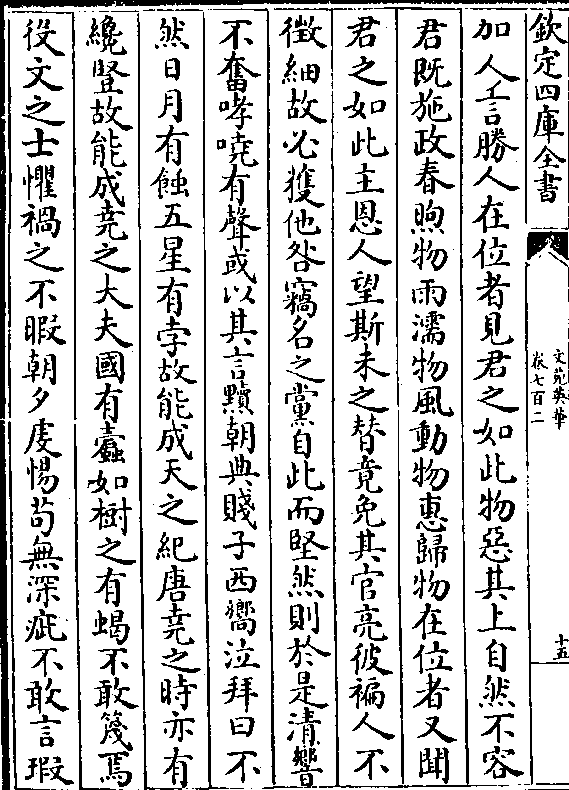 欽定四庫全書
文苑英華
卷七百二
十五
加人言勝人在位者見君之如此物惡其上自然不容
君既施政春煦物雨濡物風動物惠歸物在位者又聞
君之如此主恩人望斯未之替竟免其官亮彼褊人不
徴細故必獲他咎竊名之黨自此而堅然則於是清響
不奮哮嘵有聲或以其言黷朝典賤子西嚮泣拜曰不
然日月有蝕五星有孛故能成天之紀唐堯之時亦有
纔豎故能成堯之大夫國有蠹如樹之有蝎不敢篾焉
役文之士懼禍之不暇朝夕虔惕茍無深疵不敢言瑕